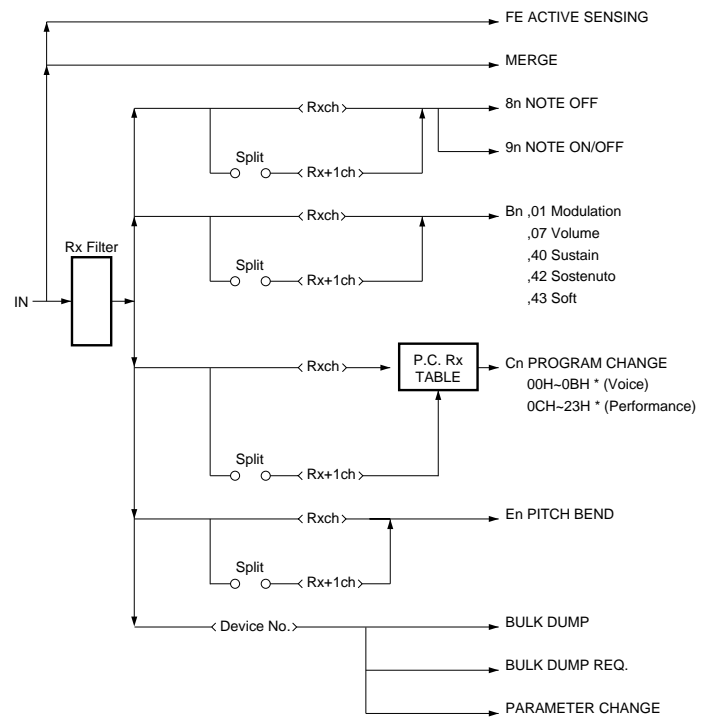 FE ACTIVE SENSING
MERGE
< Rxch >
8n NOTE OFF
9n NOTE ON/OFF
Split
< Rx+1ch >
< Rxch >
Bn ,01 Modulation
,07 Volume
,40 Sustain
,42 Sostenuto
,43 Soft
Split
< Rx+1ch >
Rx Filter
IN
< Rxch >
P.C. Rx
TABLE
Cn PROGRAM CHANGE
00H~0BH * (Voice)
0CH~23H * (Performance)
Split
< Rx+1ch >
< Rxch >
En PITCH BEND
Split
< Rx+1ch >
< Device No. >
BULK DUMP
BULK DUMP REQ.
PARAMETER CHANGE